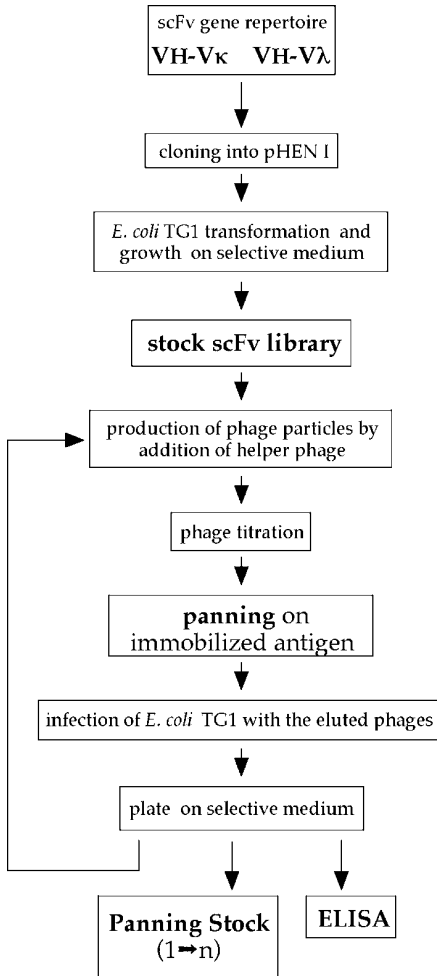 scFv gene repertoire
VH-Vκ VH-Vλ
cloning into pHEN I
E. coli TG1 transformation and
growth on selective medium
stock scFv library
production of phage particles by
addition of helper phage
phage titration
panning on
immobilized antigen
infection of E. coli TG1 with the eluted phages
plate on selective medium
Panning Stock
(1➡n)
ELISA